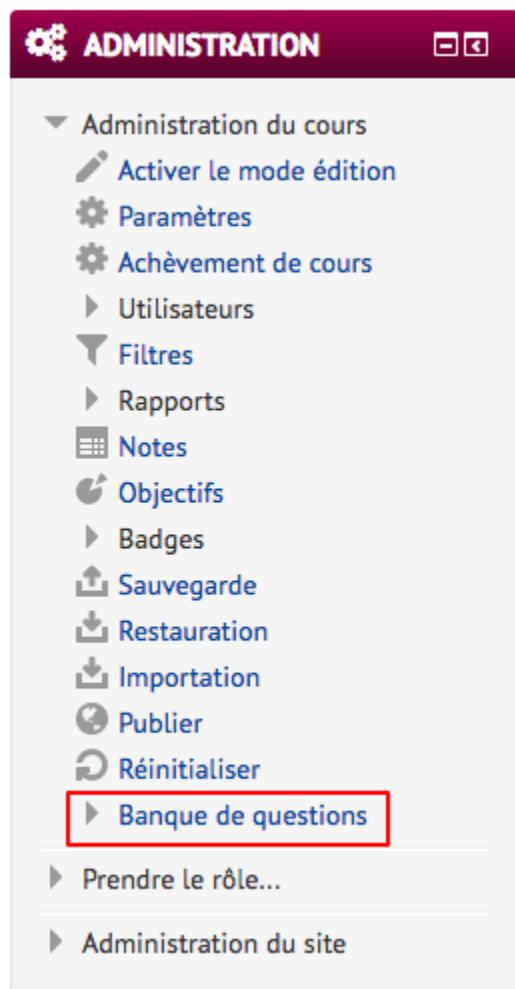 ADMINISTRATION
Administration du cours
Activer le mode édition
Paramètres
Achèvement de cours
Utilisateurs
Filtres
Rapports
Notes
Objectifs
Badges
Sauvegarde
Restauration
Importation
Publier
Réinitialiser
Banque de questions
Prendre le rôle...
Administration du site